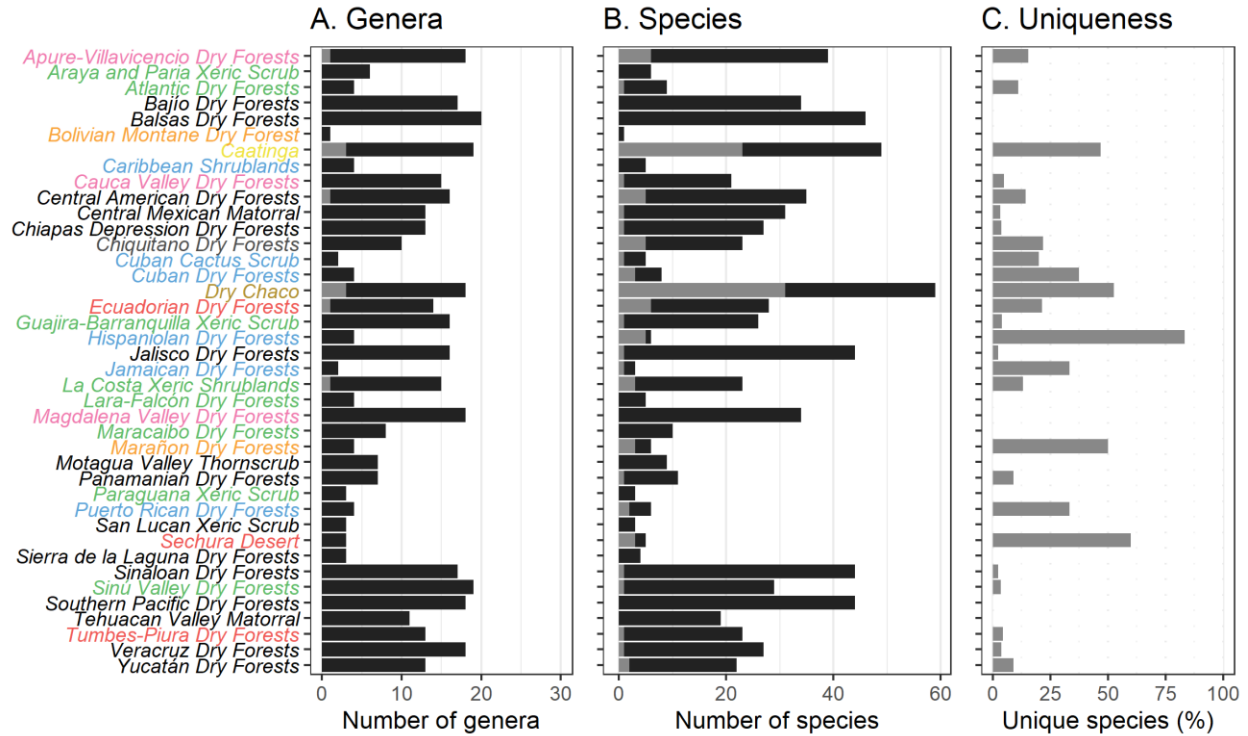 A. Genera
B. Species
C. Uniqueness
Apure-Villavicencio Dry Forests
Araya and Paria Xeric Scrub
Atlantic Dry Forests
Bajío Dry Forests
Balsas Dry Forests
Bolivian Montane Dry Forest
Caatinga
Caribbean Shrublands
Cauca Valley Dry Forests
Central American Dry Forests
Central Mexican Matorral
Chiapas Depression Dry Forests
Chiquitano Dry Forests
Cuban Cactus Scrub
Cuban Dry Forests
Dry Chaco
Ecuadorian Dry Forests
Guajira-Barranquilla Xeric Scrub
Hispaniolan Dry Forests
Jalisco Dry Forests
Jamaican Dry Forests
La Costa Xeric Shrublands
Lara-Falcón Dry Forests
Magdalena Valley Dry Forests
Maracaibo Dry Forests
Marañon Dry Forests
Motagua Valley Thornscrub
Panamanian Dry Forests
Paraguana Xeric Scrub
Puerto Rican Dry Forests
San Lucan Xeric Scrub
Sechura Desert
Sierra de la Laguna Dry Forests
Sinaloan Dry Forests
Sinú Valley Dry Forests
Southern Pacific Dry Forests
Tehuacan Valley Matorral
Tumbes-Piura Dry Forests
Veracruz Dry Forests
Yucatán Dry Forests
0 10 20 30
0 20 40 60
0 25 50 75 100
Number of genera
Number of species
Unique species (%)